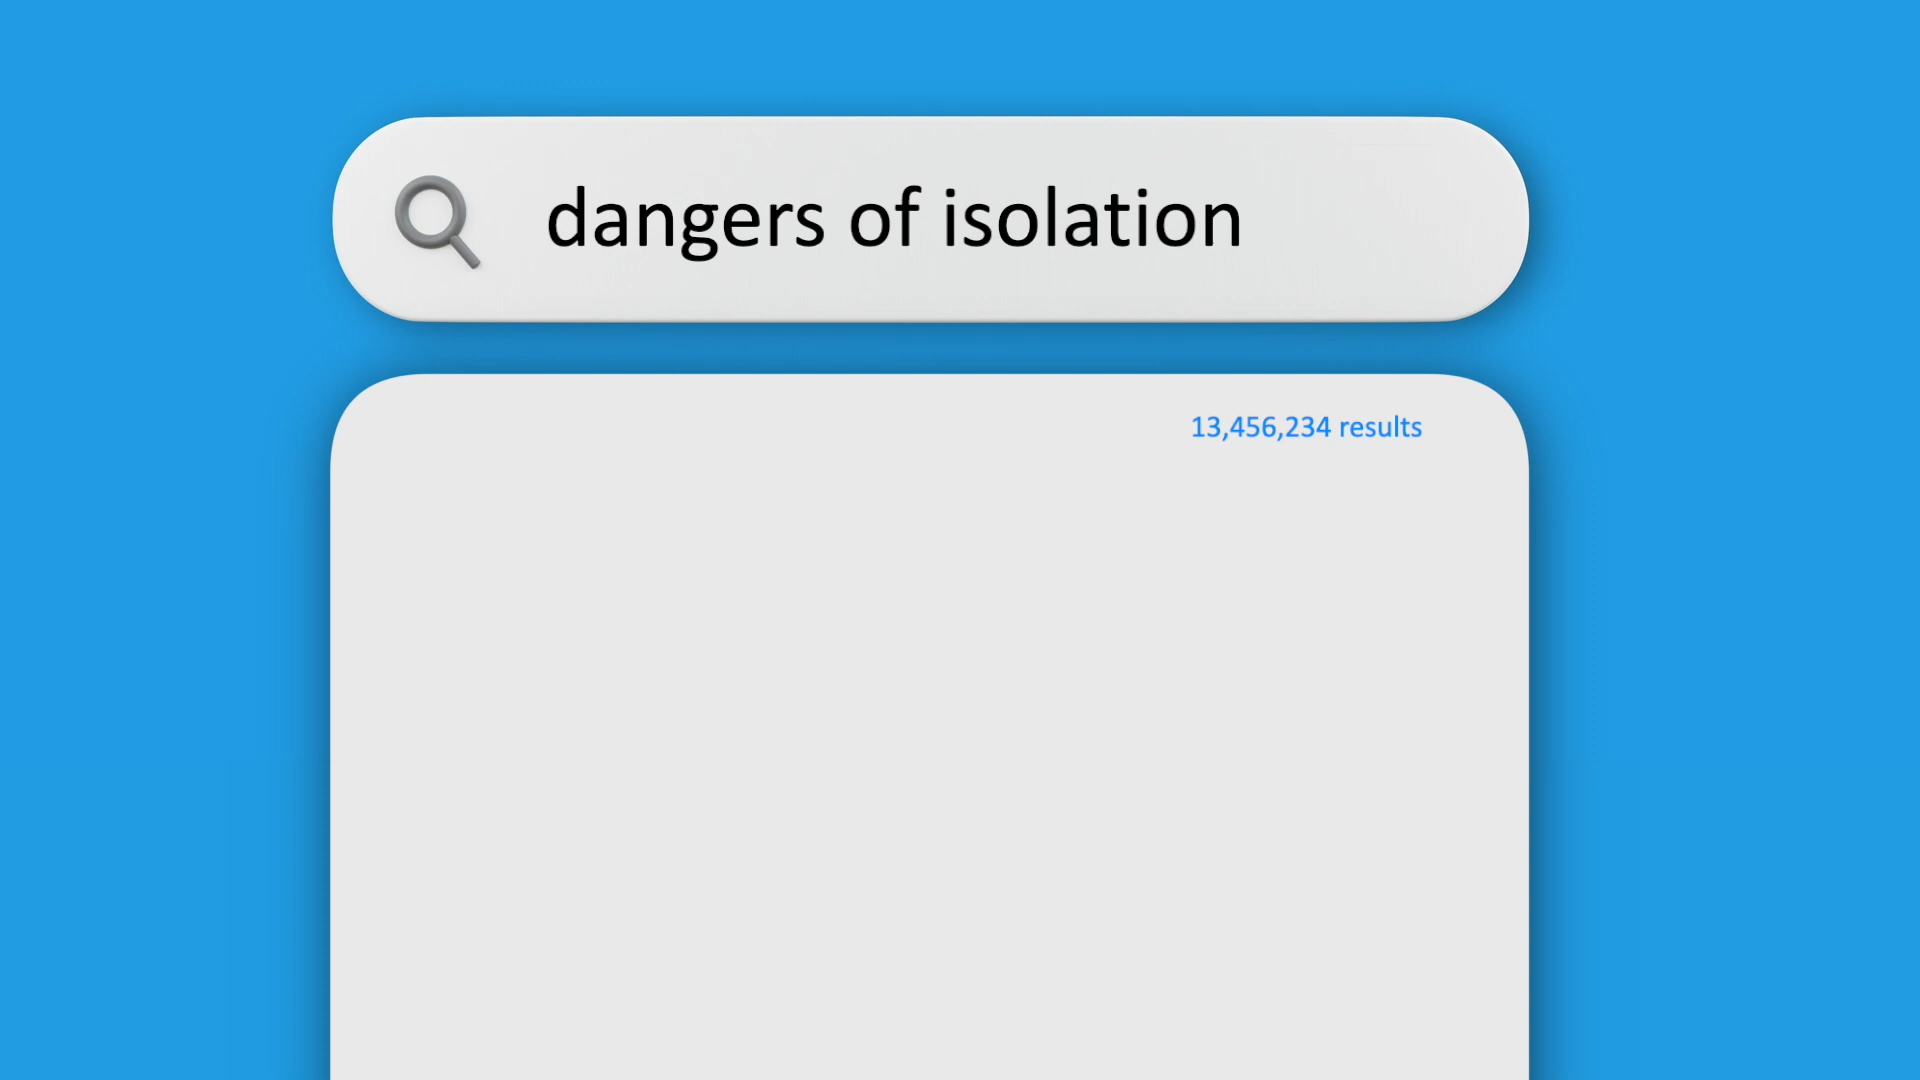 dangers of isolation
13,456,234 results